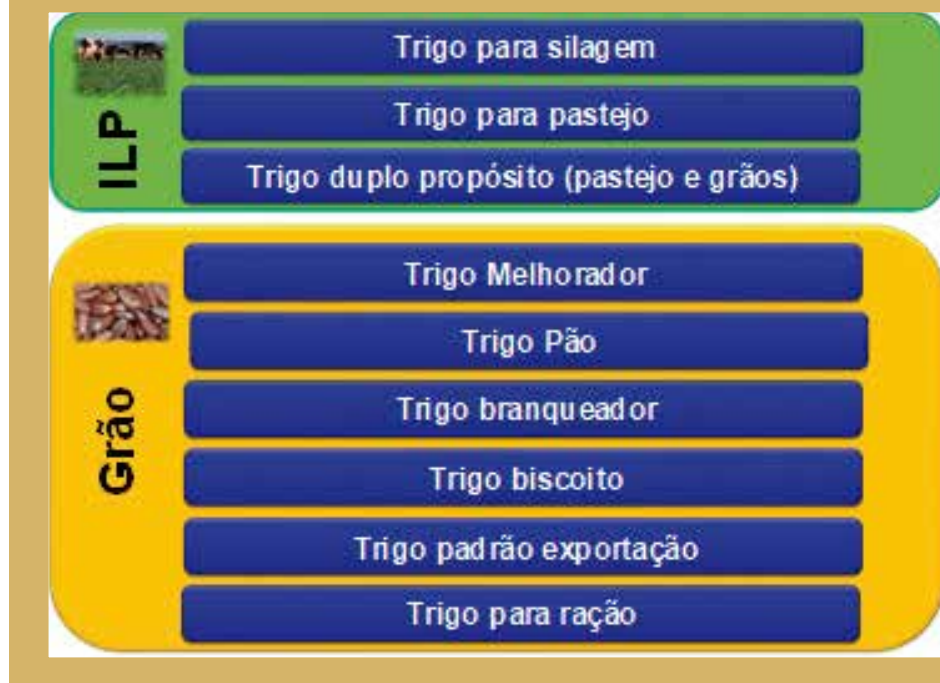 ILP
Trigo para silagem
Trigo para pastejo
Trigo duplo propósito (pastejo e grãos)
Grão
Trigo Melhorador
Trigo Pão
Trigo branqueador
Trigo biscoito
Trigo padrão exportação
Trigo para ração